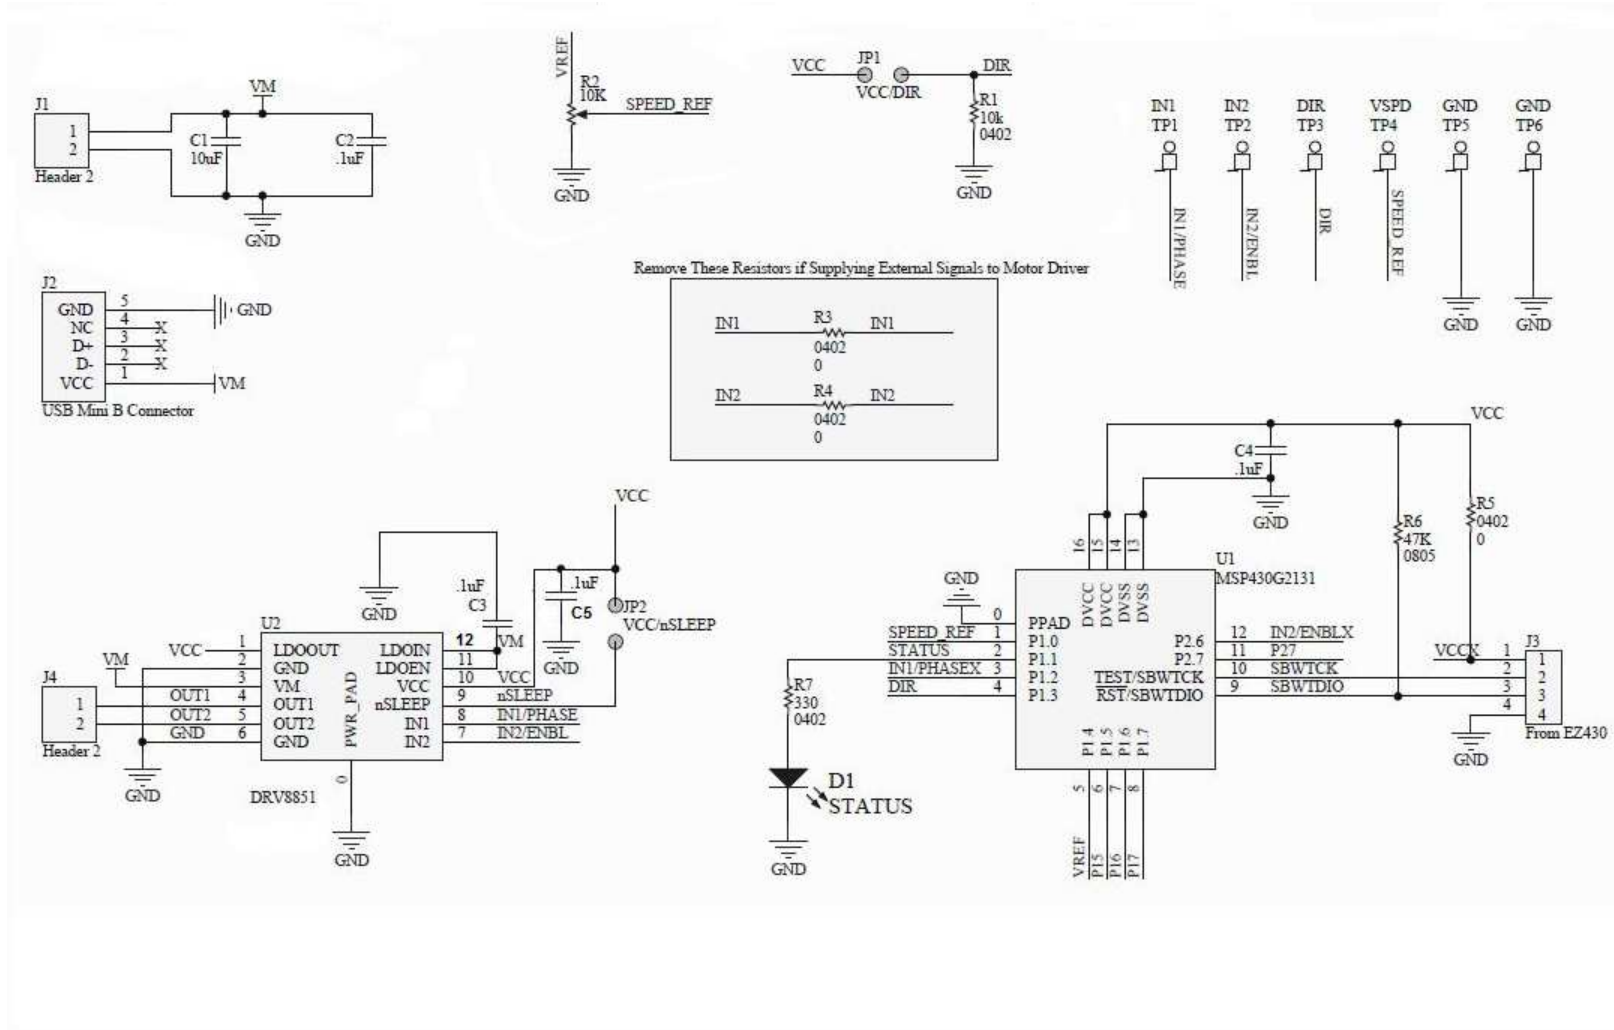 J1
1
2
Header 2
VM
C1
10uF
C2
.1uF
GND
VREF
R2
10K
SPEED_REF
GND
VCC
JP1
VCC/DIR
DIR
R1
10k
0402
GND
IN1
TP1
1
IN1/PHASE
IN2
TP2
1
IN2/ENBL
DIR
TP3
1
DIR
VSPD
TP4
1
SPEED_REF
GND
TP5
1
GND
GND
TP6
1
GND
J2
GND
NC
D+
D-
VCC
5
4
3
2
1
GND
X
X
X
VM
USB Mini B Connector
Remove These Resistors if Supplying External Signals to Motor Driver
IN1
R3
0402
0
IN1
IN2
R4
0402
0
IN2
VCC
GND
.1uF
C3
.1uF
C5
GND
JP2
VCC/nSLEEP
U2
VCC
1
LDOOUT
2
GND
VM
3
VM
OUT1
4
OUT1
OUT2
5
OUT2
GND
6
GND
PWR_PAD
LDOIN
12
VM
LDOEN
11
VCC
10
VCC
nSLEEP
9
nSLEEP
IN1
8
IN1/PHASE
IN2
7
IN2/ENBL
0
DRV8851
GND
J4
1
2
Header 2
GND
VCC
C4
.1uF
GND
R6
47K
0805
R5
0402
0
U1
MSP430G2131
16
15
14
13
DVCC
DVCC
DVSS
DVSS
GND
0
PPAD
SPEED_REF
1
P1.0
STATUS
2
P1.1
IN1/PHASEX
3
P1.2
DIR
4
P1.3
P2.6
12
IN2/ENBLX
P2.7
11
P27
TEST/SBWTCK
10
SBWTCK
RST/SBWTDIO
9
SBWTDIO
P1.4
P1.5
P1.6
P1.7
5
6
7
8
VREF
P15
P16
P17
R7
330
0402
D1
STATUS
GND
VCCX
J3
1
2
3
4
1
2
3
4
From EZ430
GND